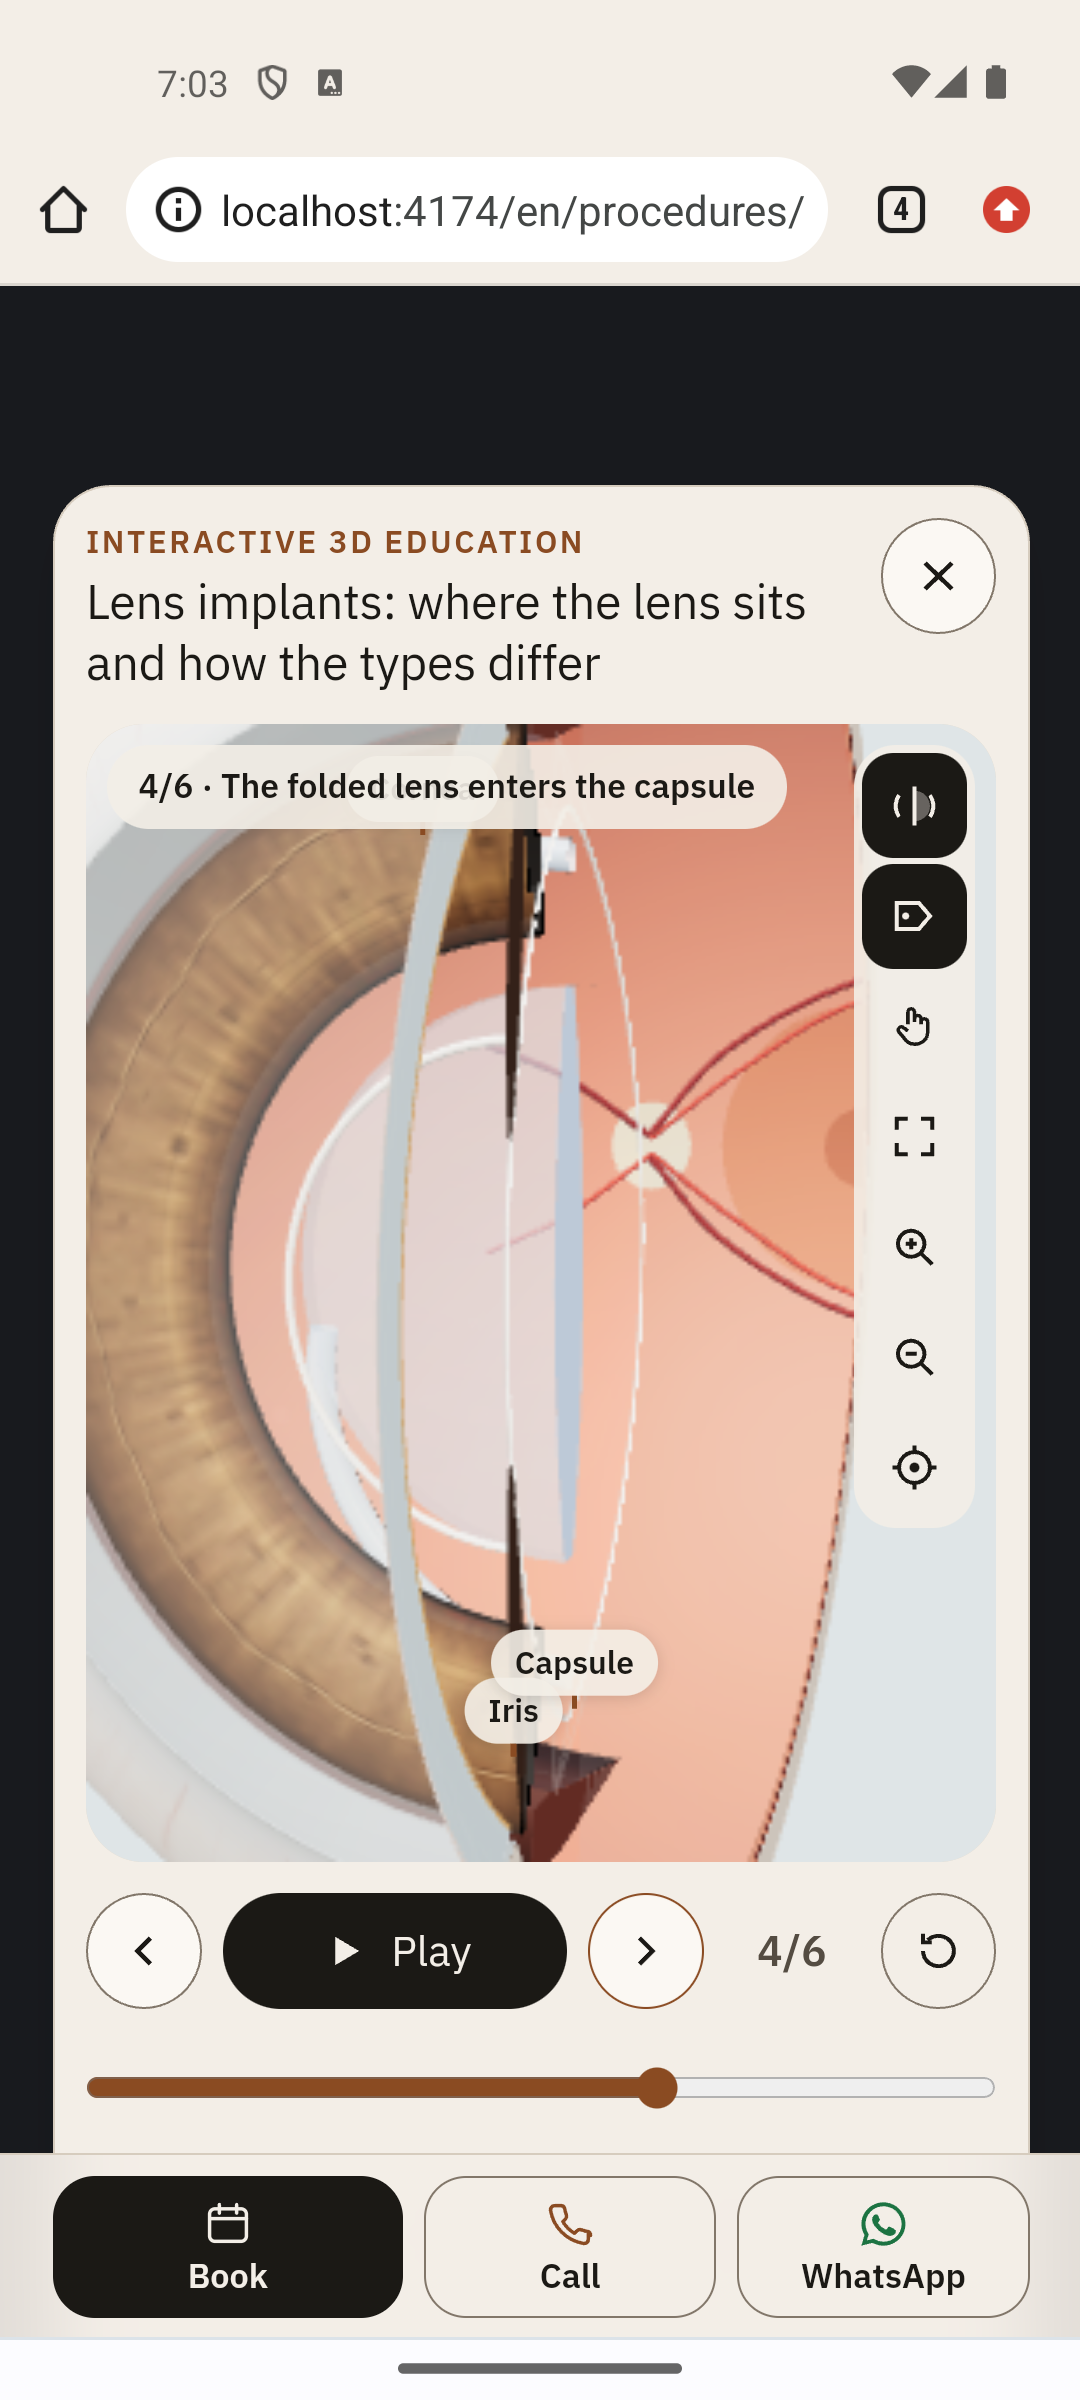 7:03
localhost:4174/en/procedures/
4
INTERACTIVE 3D EDUCATION
Lens implants: where the lens sits
and how the types differ
4/6 · The folded lens enters the capsule
Capsule
Iris
Play
4/6
Book
Call
WhatsApp